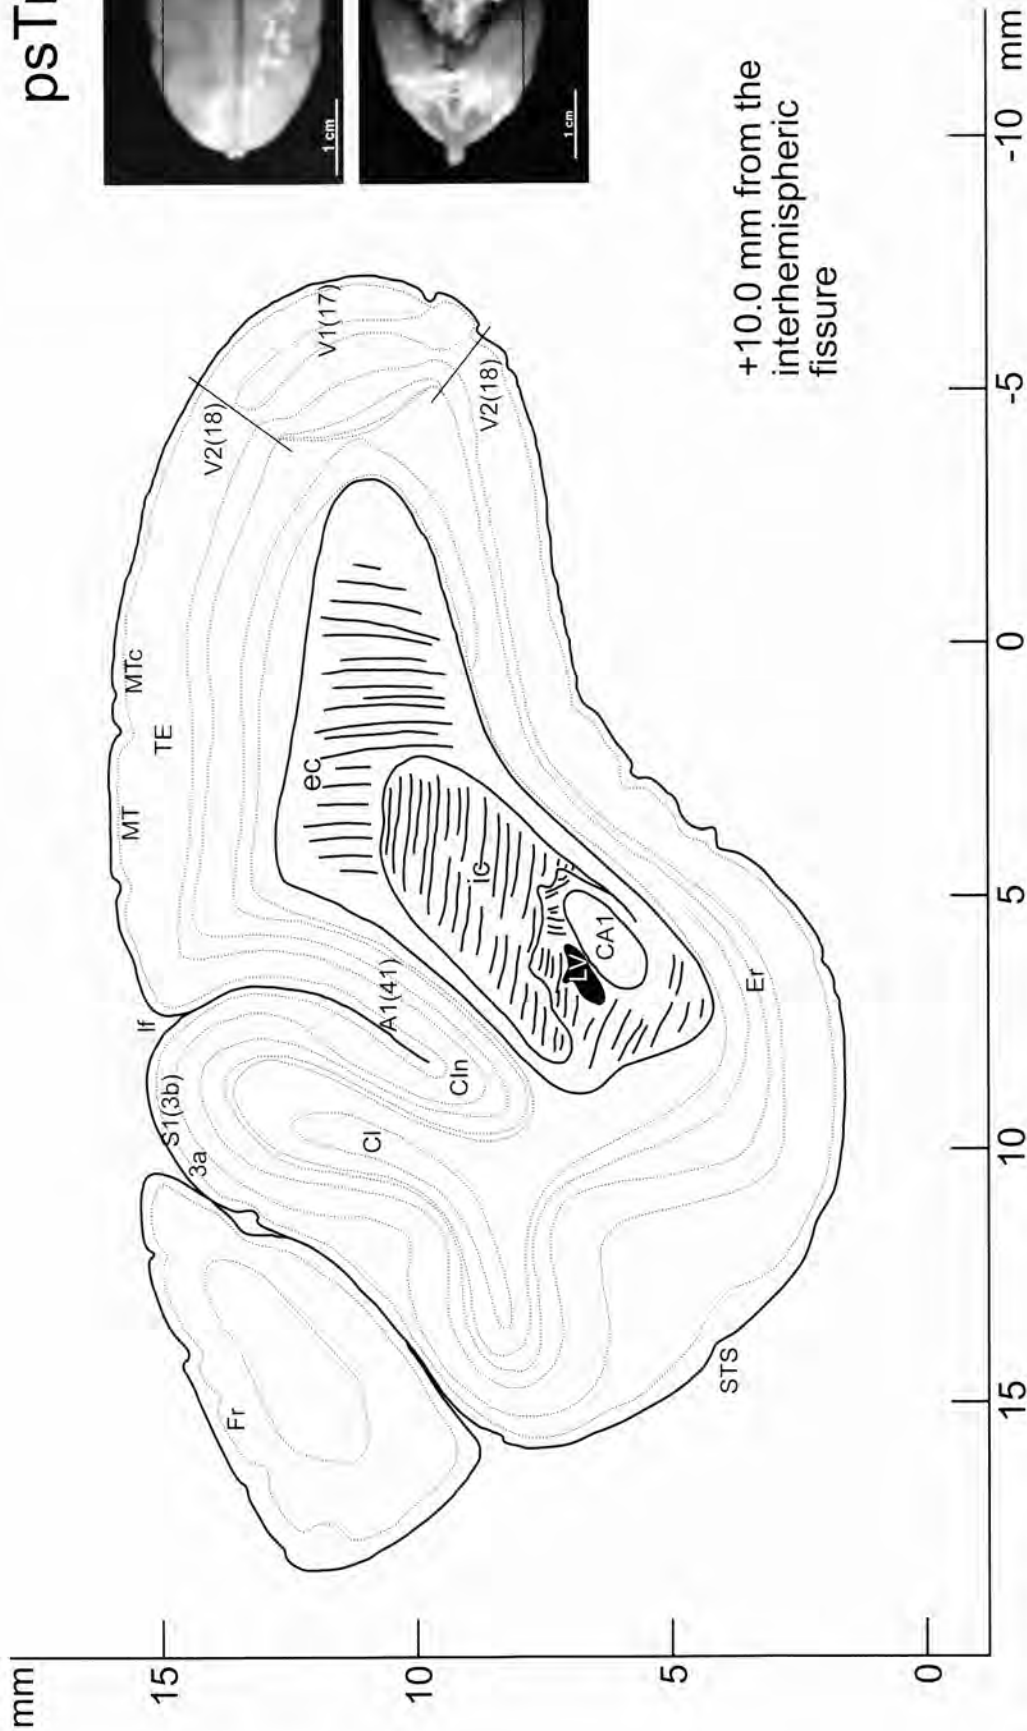 mm
15
10
5
0
1 cm
1 cm
MT
MTc
TE
lf
S1(3b)
3a
V2(18)
Fr
ec
V1(17)
A1(41)
Cl
Cln
ic
V2(18)
LV
CA1
Er
STS
+10.0 mm from the
interhemispheric
fissure
15
10
5
0
-5
-10
mm